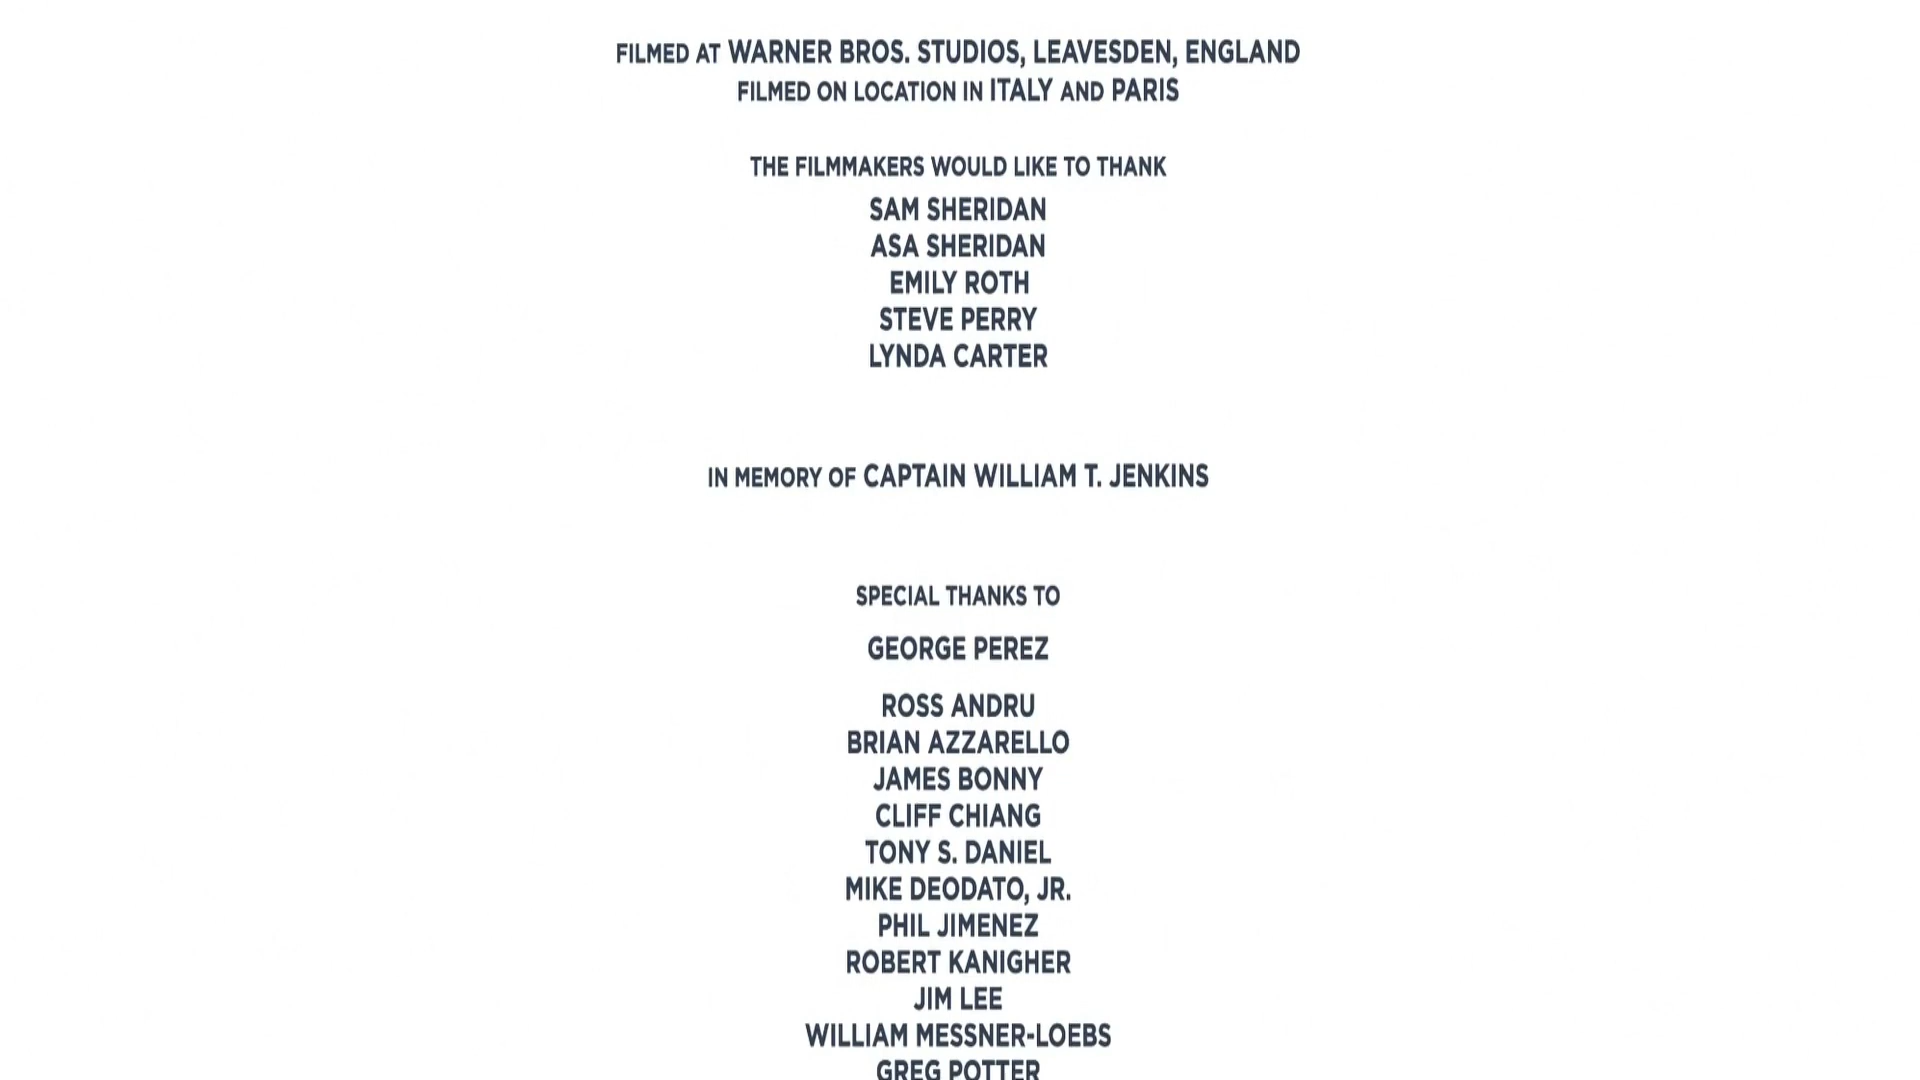 FILMED AT WARNER BROS. STUDIOS, LEAVESDEN, ENGLAND
FILMED ON LOCATION IN ITALY AND PARIS
THE FILMMAKERS WOULD LIKE TO THANK
SAM SHERIDAN
ASA SHERIDAN
EMILY ROTH
STEVE PERRY
LYNDA CARTER
IN MEMORY OF CAPTAIN WILLIAM T. JENKINS
SPECIAL THANKS TO
GEORGE PEREZ
ROSS ANDRU
BRIAN AZZARELLO
JAMES BONNY
CLIFF CHIANG
TONY S. DANIEL
MIKE DEODATO, JR.
PHIL JIMENEZ
ROBERT KANIGHER
JIM LEE
WILLIAM MESSNER-LOEBS
GREG POTTER